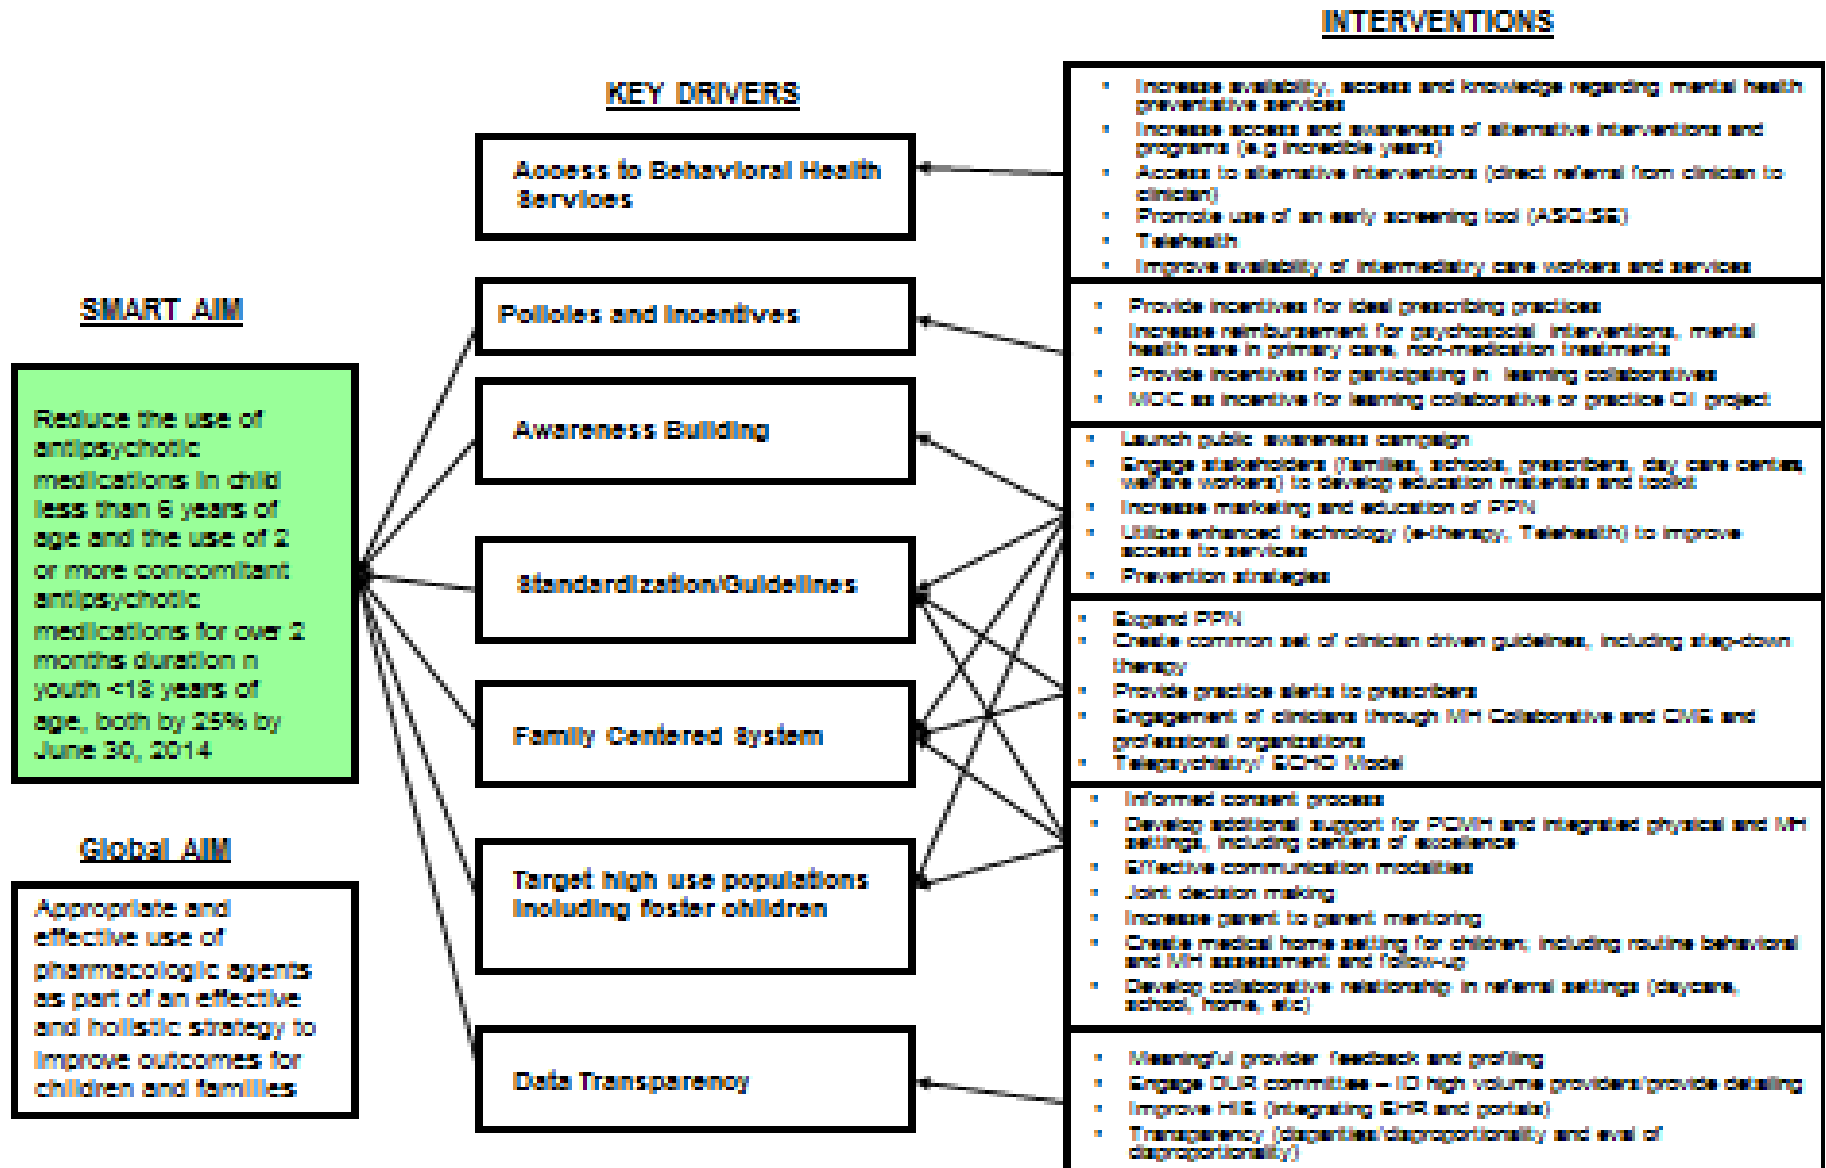 INTERVENTIONS
KEY DRIVERS
SMART AIM
Reduce the use of
antipsychotic
medications in child
less than 6 years of
age and the use of 2
or more concomitant
antipsychotic
medications for over 2
months duration n
youth <18 years of
age, both by 25% by
June 30, 2014
Global AIM
Appropriate and
effective use of
pharmacologic agents
as part of an effective
and holistic strategy to
improve outcomes for
children and families
Access to Behavioral Health
Services
Policies and Incentives
Awareness Building
Standardization/Guidelines
Family Centered System
Target high use populations
including foster children
Data Transparency
• Increase availability, access and knowledge regarding mental health
preventative services
• Increase access and awareness of alternative interventions and
programs (e.g incredible years)
• Access to alternative interventions (direct referral from clinician to
clinician)
• Promote use of an early screening tool (ASQ:SE)
• Telehealth
• Improve availability of intermediatry care workers and services
• Provide incentives for ideal prescribing practices
• Increase reimbursement for psychosocial interventions, mental
health care in primary care, non-medication treatments
• Provide incentives for participating in learning collaboratives
• MOC as incentive for learning collaborative or practice QI project
• Launch public awareness campaign
• Engage stakeholders (families, schools, prescribers, day care center,
welfare workers) to develop education materials and toolkit
• Increase marketing and education of PPN
• Utilize enhanced technology (e-therapy, Telehealth) to improve
access to services
• Prevention strategies
• Expand PPN
• Create common set of clinician driven guidelines, including step-down
therapy
• Provide practice alerts to prescribers
• Engagement of clinicians through MH Collaborative and CME and
professional organizations
• Telepsychiatry/ ECHO Model
• Informed consent process
• Develop additional support for PCMH and integrated physical and MH
settings, including centers of excellence
• Effective communication modalities
• Joint decision making
• Increase parent to parent mentoring
• Create medical home setting for children, including routine behavioral
and MH assessment and follow-up
• Develop collaborative relationship in referral settings (daycare,
school, home, etc)
• Meaningful provider feedback and profiling
• Engage DUR committee – ID high volume providers/provide detailing
• Improve HIE (integrating EHR and portals)
• Transparency (disparities/disproportionality and eval of
disproportionality)